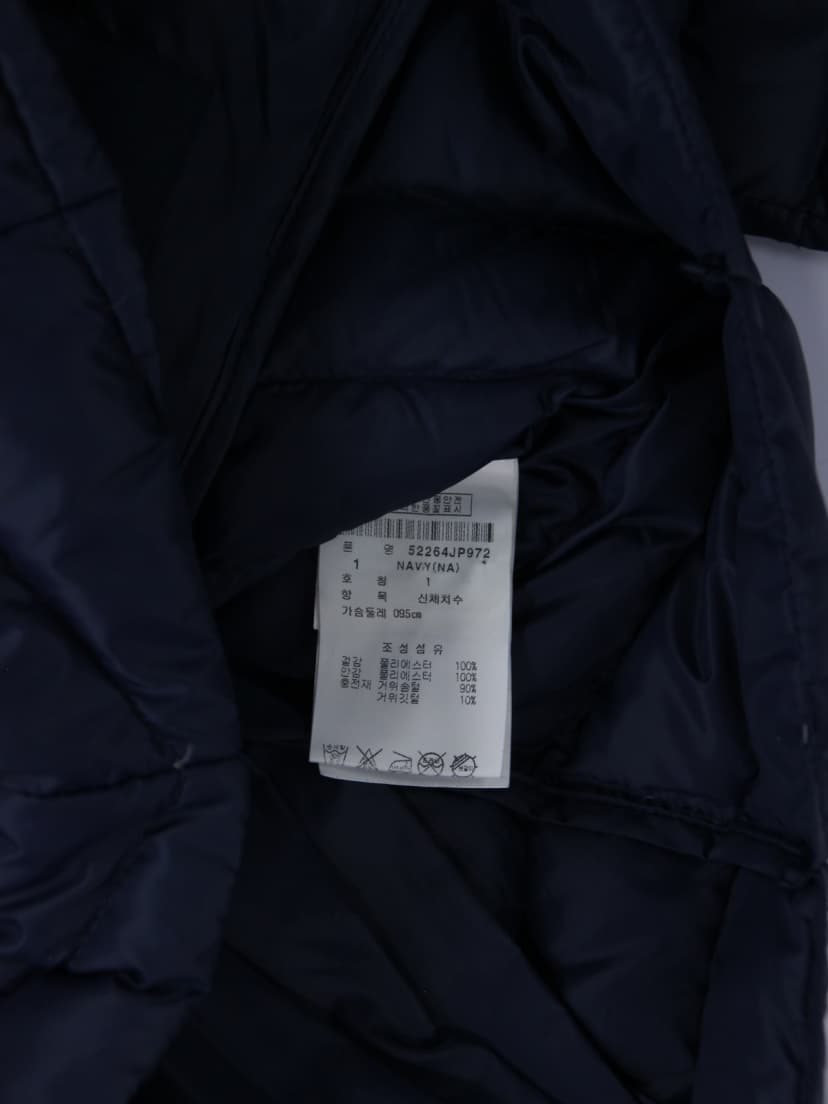 품 명 52264JP972
1 NAVY(NA)
호 칭 1
항 목 신체치수
가슴둘레 095cm
조성섬유
겉감 폴리에스터 100%
안감 폴리에스터 100%
충전재 거위솜털 90%
거위깃털 10%